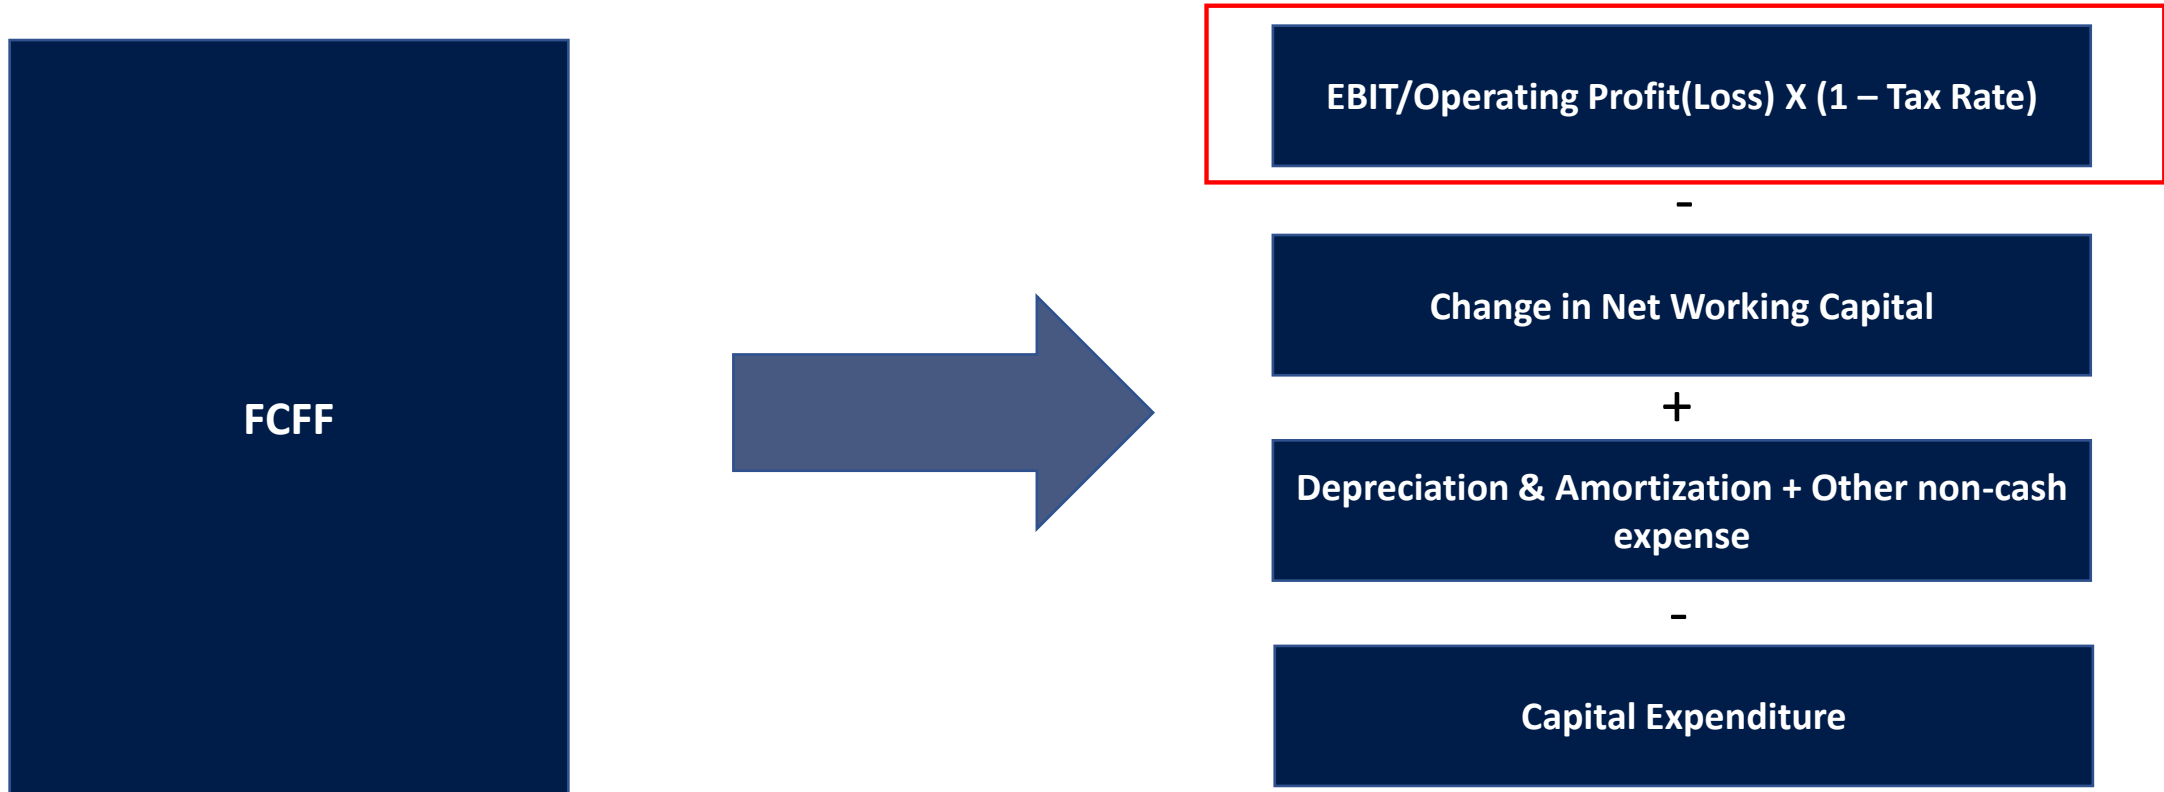 FCFF
EBIT/Operating Profit(Loss) X (1 – Tax Rate)
-
Change in Net Working Capital
+
Depreciation & Amortization + Other non-cash
expense
-
Capital Expenditure